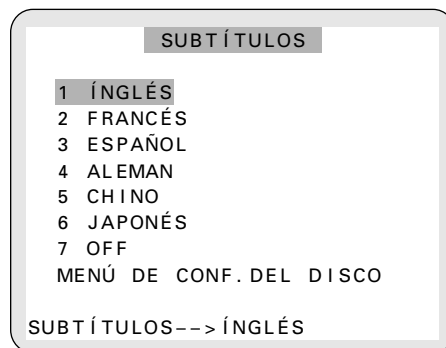 SUBTÍTULOS
1 ÍNGLÉS
2 FRANCÉS
3 ESPAÑOL
4 ALEMAN
5 CHINO
6 JAPONÉS
7 OFF
MENÚ DE CONF.DEL DISCO
SUBTÍTULOS-->ÍNGLÉS